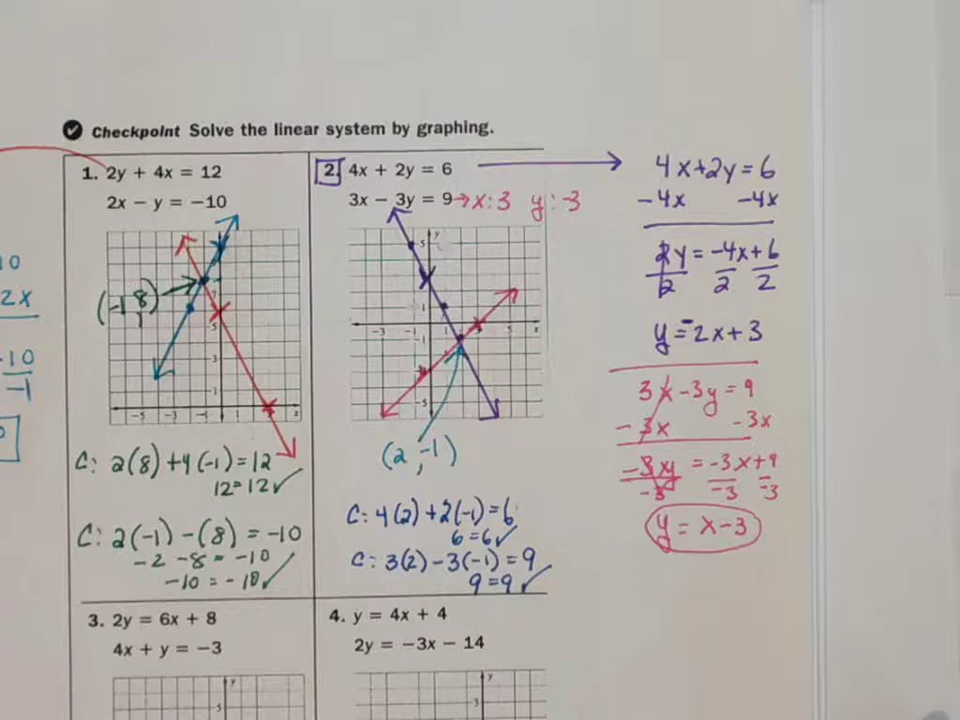 Checkpoint Solve the linear system by graphing.
1. 2y + 4x = 12
2x − y = −10
(−1, 8)
C: 2(8) + 4(−1) = 12
12 = 12 ✓
C: 2(−1) − (8) = −10
−2 − 8 = −10
−10 = −10 ✓
2. 4x + 2y = 6
3x − 3y = 9 → x: 3 y: −3
(2, −1)
C: 4(2) + 2(−1) = 6
6 = 6 ✓
C: 3(2) − 3(−1) = 9
9 = 9 ✓
4x + 2y = 6
−4x −4x
2y = −4x + 6
2 2 2
y = −2x + 3
3x − 3y = 9
−3x −3x
−3y = −3x + 9
−3 −3 −3
y = x − 3
3. 2y = 6x + 8
4x + y = −3
4. y = 4x + 4
2y = −3x − 14
10
2x
−10
−1